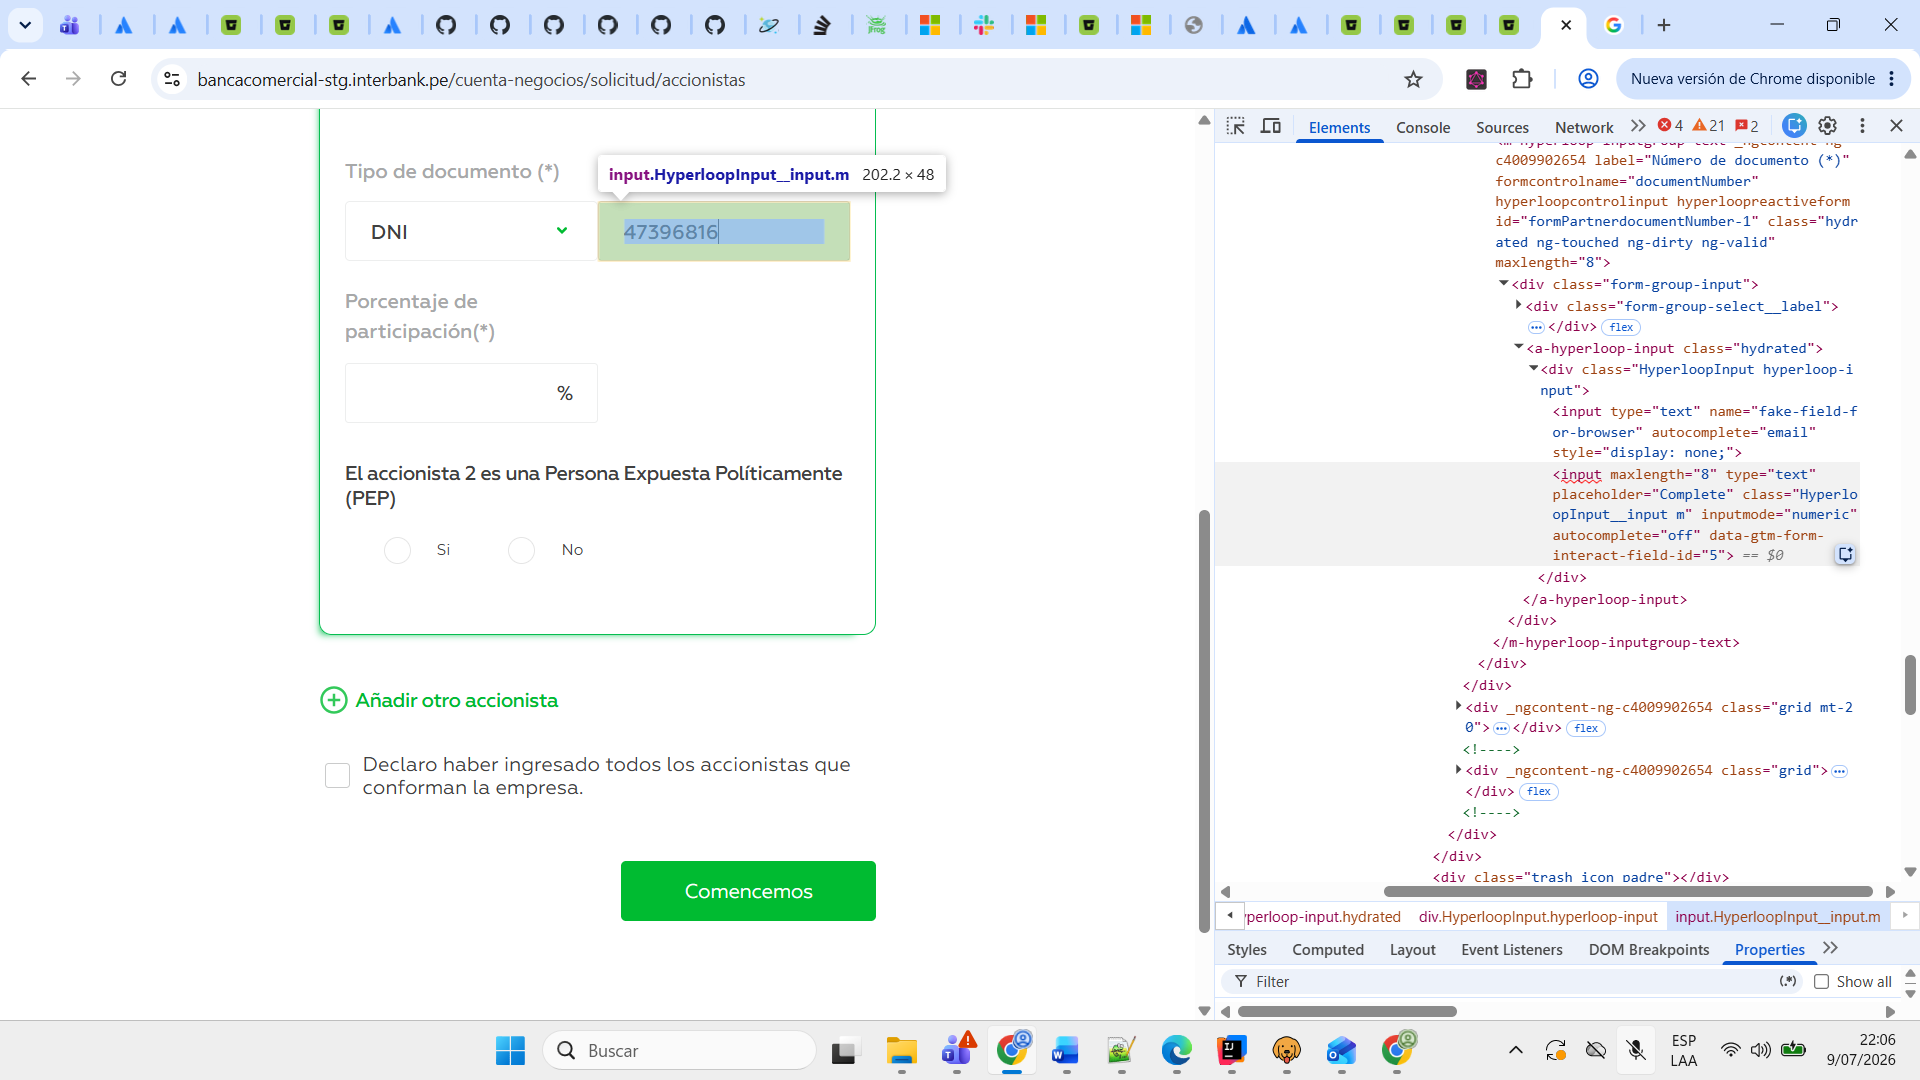 bancacomercial-stg.interbank.pe/cuenta-negocios/solicitud/accionistas
Nueva versión de Chrome disponible
Tipo de documento (*)
input.HyperloopInput__input.m 202.2 × 48
DNI
47396816
Porcentaje de
participación(*)
%
El accionista 2 es una Persona Expuesta Políticamente
(PEP)
Si
No
Añadir otro accionista
Declaro haber ingresado todos los accionistas que
conforman la empresa.
Comencemos
Elements Console Sources Network 4 21 2
<m-hyperloop-inputgroup-text _ngcontent-ng-
c4009902654 label="Número de documento (*)"
formcontrolname="documentNumber"
hyperloopcontrolinput hyperloopreactiveform
id="formPartnerdocumentNumber-1" class="hydr
ated ng-touched ng-dirty ng-valid"
maxlength="8">
<div class="form-group-input">
<div class="form-group-select__label">
</div> flex
<a-hyperloop-input class="hydrated">
<div class="HyperloopInput hyperloop-i
nput">
<input type="text" name="fake-field-f
or-browser" autocomplete="email"
style="display: none;">
<input maxlength="8" type="text"
placeholder="Complete" class="Hyperlo
opInput__input m" inputmode="numeric"
autocomplete="off" data-gtm-form-
interact-field-id="5"> == $0
</div>
</a-hyperloop-input>
</div>
</m-hyperloop-inputgroup-text>
</div>
</div>
<div _ngcontent-ng-c4009902654 class="grid mt-2
0"> </div> flex
<!---->
<div _ngcontent-ng-c4009902654 class="grid">
</div> flex
<!---->
</div>
</div>
<div class="trash icon padre"></div>
yperloop-input.hydrated div.HyperloopInput.hyperloop-input input.HyperloopInput__input.m
Styles Computed Layout Event Listeners DOM Breakpoints Properties
Filter (.*) Show all
Buscar
ESP
LAA
22:06
9/07/2026